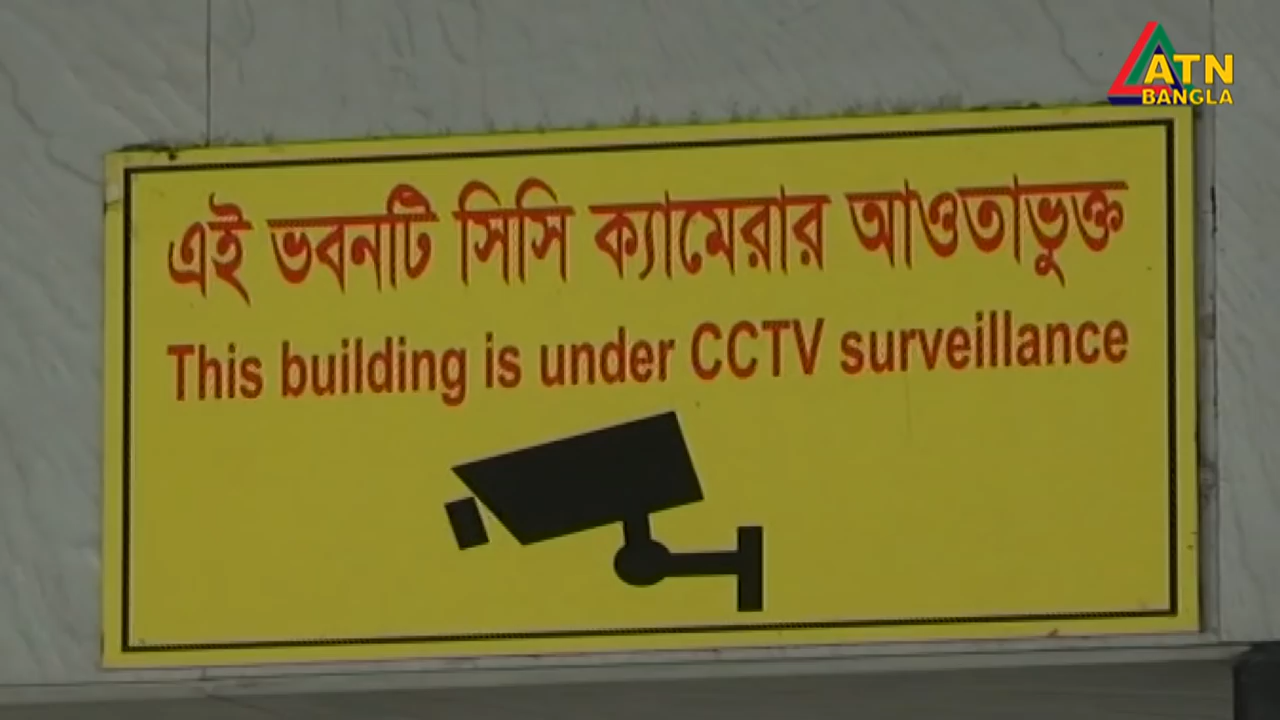 ATN
BANGLA
এই ভবনটি সিসি ক্যামেরার আওতাভুক্ত
This building is under CCTV surveillance